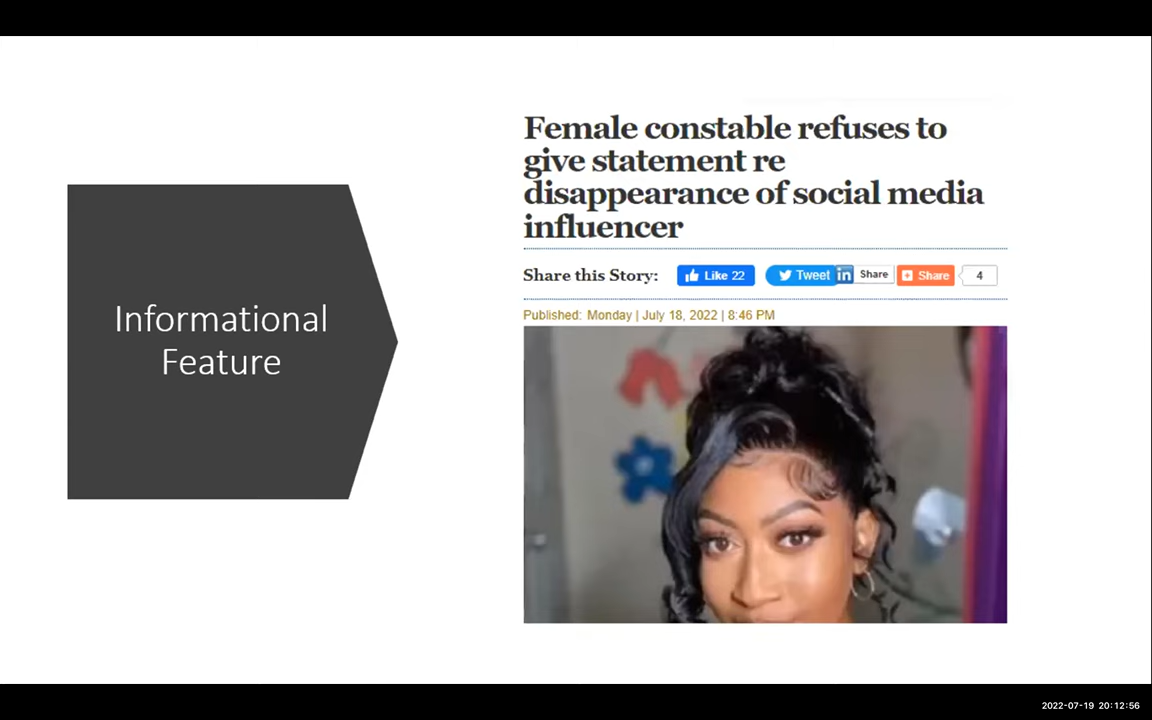 Informational
Feature
Female constable refuses to
give statement re
disappearance of social media
influencer
Share this Story: Like 22 Tweet in Share Share 4
Published: Monday | July 18, 2022 | 8:46 PM
2022-07-19 20:12:56